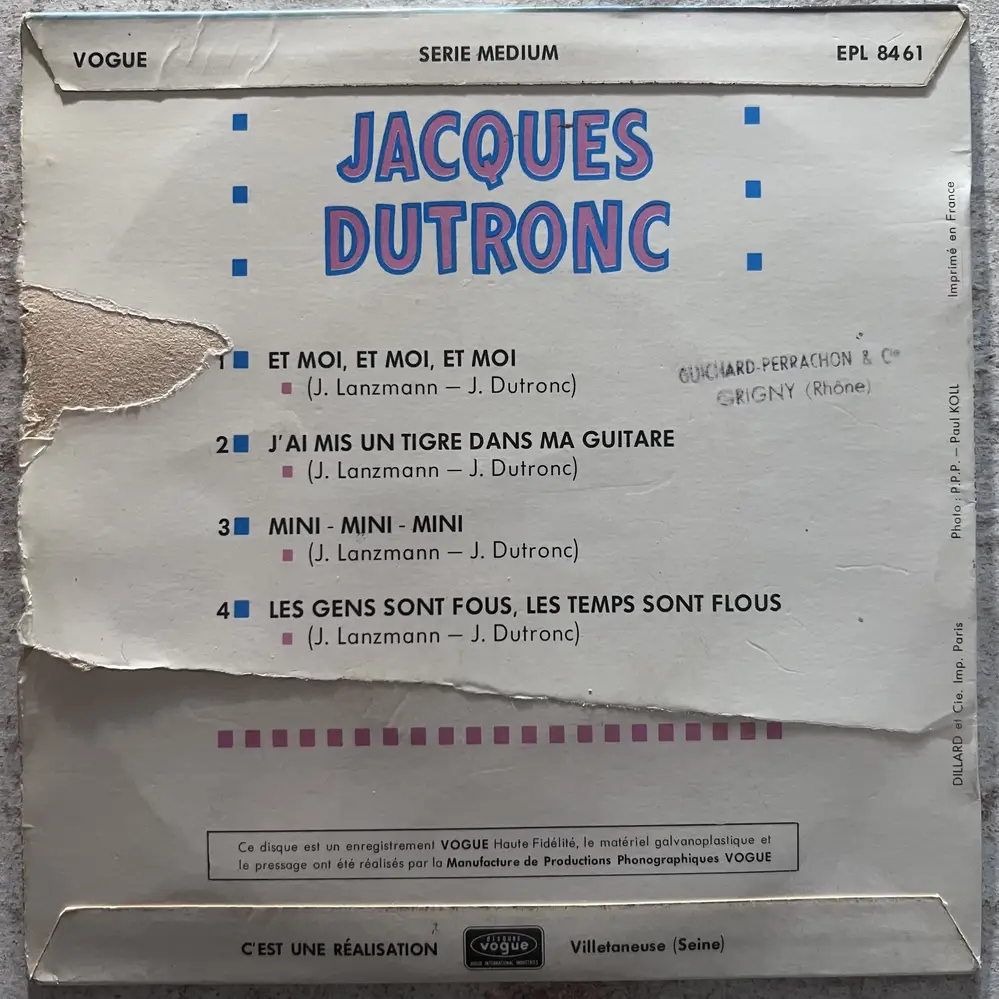 VOGUE
SERIE MEDIUM
EPL 8461
JACQUES
DUTRONC
1 ET MOI, ET MOI, ET MOI
(J. Lanzmann — J. Dutronc)
GUICHARD-PERRACHON & Cie
GRIGNY (Rhône)
2 J'AI MIS UN TIGRE DANS MA GUITARE
(J. Lanzmann — J. Dutronc)
3 MINI - MINI - MINI
(J. Lanzmann — J. Dutronc)
4 LES GENS SONT FOUS, LES TEMPS SONT FLOUS
(J. Lanzmann — J. Dutronc)
Imprimé en France
Photo : P.P.P. — Paul KOLL
DILLARD et Cie. Imp. Paris
Ce disque est un enregistrement VOGUE Haute Fidélité, le matériel galvanoplastique et
le pressage ont été réalisés par la Manufacture de Productions Phonographiques VOGUE
C'EST UNE RÉALISATION
DISQUES
vogue
VOGUE INTERNATIONAL INDUSTRIES
Villetaneuse (Seine)